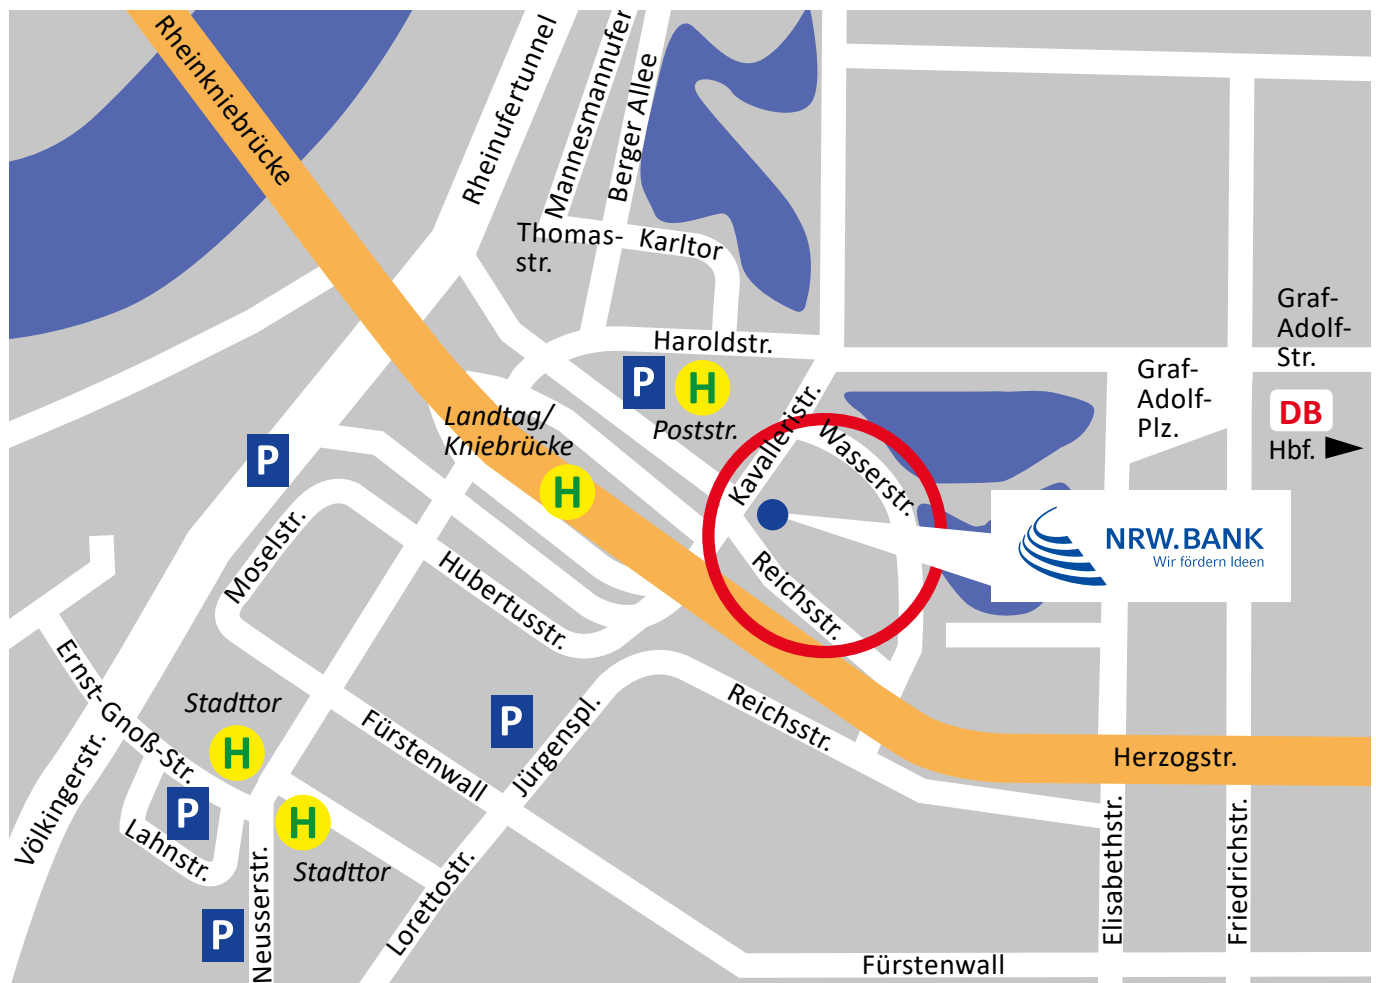 Rheinkniebrücke
Rheinufertunnel
Mannesmannufer
Berger Allee
Thomas-
str.
Karltor
Haroldstr.
Graf-
Adolf-
Str.
Graf-
Adolf-
Plz.
DB
Hbf.
P
H
Poststr.
Landtag/
Kniebrücke
H
P
Kavalleristr.
Wasserstr.
NRW.BANK
Wir fördern Ideen
Reichsstr.
Moselstr.
Hubertusstr.
Ernst-Gnoß-Str.
Stadttor
H
P
Fürstenwall
Jürgenspl.
Reichsstr.
Herzogstr.
Völkingerstr.
P
Lahnstr.
H
Stadttor
P
Neusserstr.
Lorettostr.
Elisabethstr.
Friedrichstr.
Fürstenwall